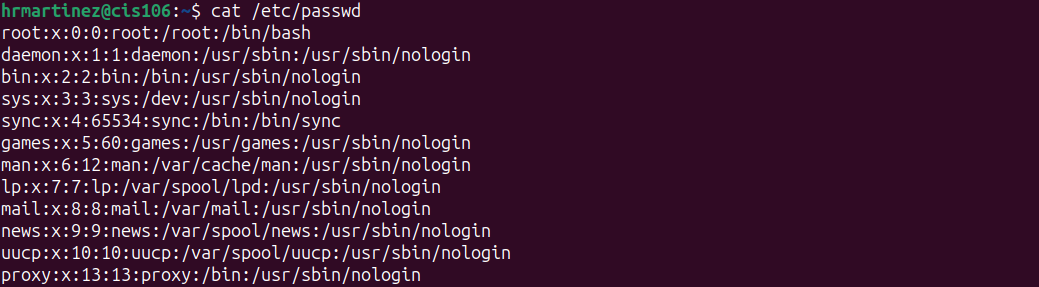 hrmartinez@cis106:~$ cat /etc/passwd
root:x:0:0:root:/root:/bin/bash
daemon:x:1:1:daemon:/usr/sbin:/usr/sbin/nologin
bin:x:2:2:bin:/bin:/usr/sbin/nologin
sys:x:3:3:sys:/dev:/usr/sbin/nologin
sync:x:4:65534:sync:/bin:/bin/sync
games:x:5:60:games:/usr/games:/usr/sbin/nologin
man:x:6:12:man:/var/cache/man:/usr/sbin/nologin
lp:x:7:7:lp:/var/spool/lpd:/usr/sbin/nologin
mail:x:8:8:mail:/var/mail:/usr/sbin/nologin
news:x:9:9:news:/var/spool/news:/usr/sbin/nologin
uucp:x:10:10:uucp:/var/spool/uucp:/usr/sbin/nologin
proxy:x:13:13:proxy:/bin:/usr/sbin/nologin